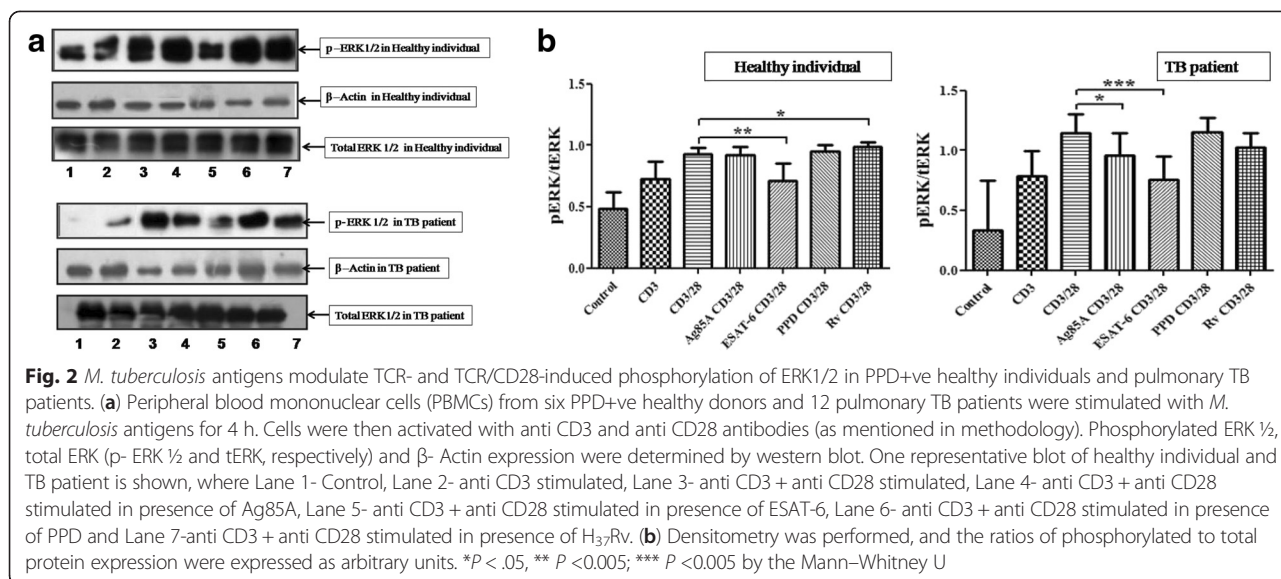 a
p-ERK1/2 in Healthy individual
β-Actin in Healthy individual
Total ERK 1/2 in Healthy individual
1 2 3 4 5 6 7
p-ERK 1/2 in TB patient
β-Actin in TB patient
Total ERK1/2 in TB patient
1 2 3 4 5 6 7
b
Healthy individual
pERK/tERK
1.5
1.0
0.5
0.0
*
**
Control
CD3
CD3/28
Ag85A CD3/28
ESAT-6 CD3/28
PPD CD3/28
Rv CD3/28
TB patient
pERK/tERK
1.5
1.0
0.5
0.0
***
*
Control
CD3
CD3/28
Ag85A CD3/28
ESAT-6 CD3/28
PPD CD3/28
Rv CD3/28
Fig. 2 M. tuberculosis antigens modulate TCR- and TCR/CD28-induced phosphorylation of ERK1/2 in PPD+ve healthy individuals and pulmonary TB
patients. (a) Peripheral blood mononuclear cells (PBMCs) from six PPD+ve healthy donors and 12 pulmonary TB patients were stimulated with M.
tuberculosis antigens for 4 h. Cells were then activated with anti CD3 and anti CD28 antibodies (as mentioned in methodology). Phosphorylated ERK ½,
total ERK (p- ERK ½ and tERK, respectively) and β- Actin expression were determined by western blot. One representative blot of healthy individual and
TB patient is shown, where Lane 1- Control, Lane 2- anti CD3 stimulated, Lane 3- anti CD3 + anti CD28 stimulated, Lane 4- anti CD3 + anti CD28
stimulated in presence of Ag85A, Lane 5- anti CD3 + anti CD28 stimulated in presence of ESAT-6, Lane 6- anti CD3 + anti CD28 stimulated in presence
of PPD and Lane 7-anti CD3 + anti CD28 stimulated in presence of H₃₇Rv. (b) Densitometry was performed, and the ratios of phosphorylated to total
protein expression were expressed as arbitrary units. *P < .05, ** P <0.005; *** P <0.005 by the Mann–Whitney U